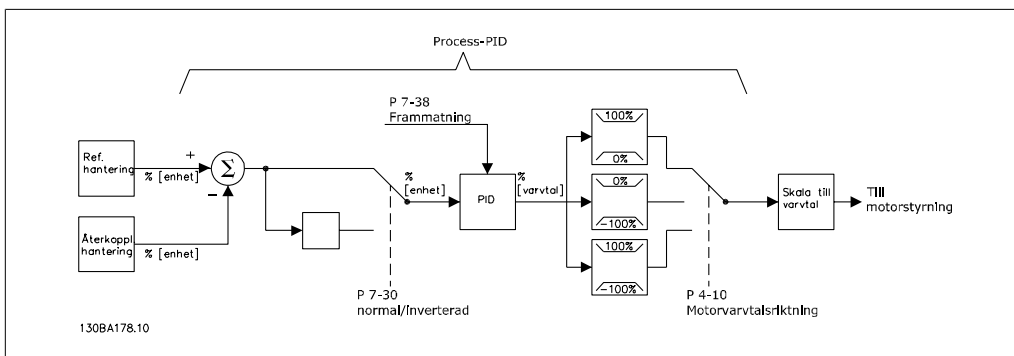 Process-PID
P 7-38
Frammatning
Ref.
hantering
+
% [enhet]
Σ
−
Återkoppl.
hantering
% [enhet]
%
[enhet]
PID
%
[varvtal]
100%
0%
0%
-100%
100%
-100%
Skala till
varvtal
Till
motorstyrning
P 7-30
normal/inverterad
P 4-10
Motorvarvtalsriktning
130BA178.10